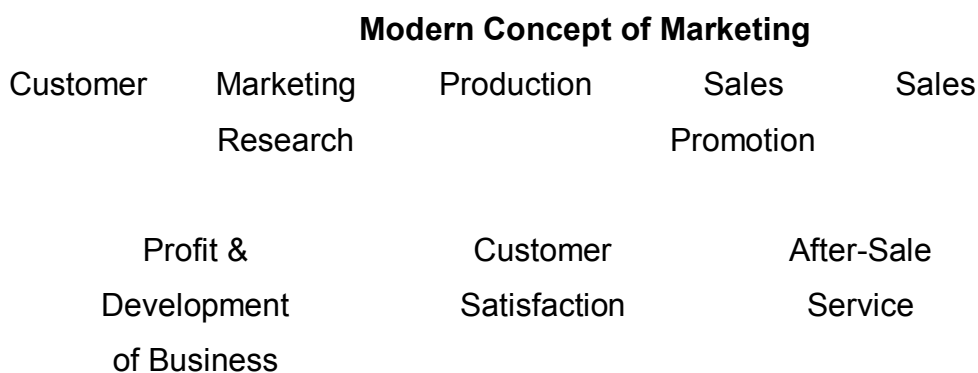 Modern Concept of Marketing
Customer Marketing Production Sales Sales
Research Promotion
Profit & Customer After-Sale
Development Satisfaction Service
of Business